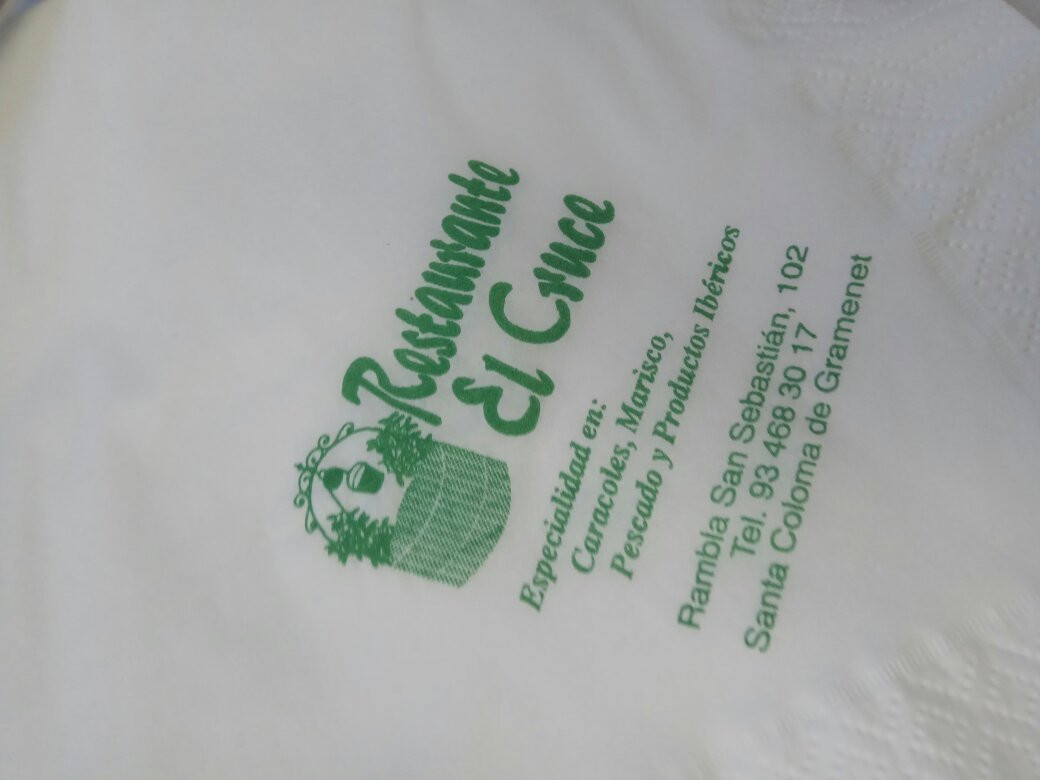 Restaurante
El Cruce
Especialidad en:
Caracoles, Marisco,
Pescado y Productos Ibéricos
Rambla San Sebastián, 102
Tel. 93 468 30 17
Santa Coloma de Gramenet